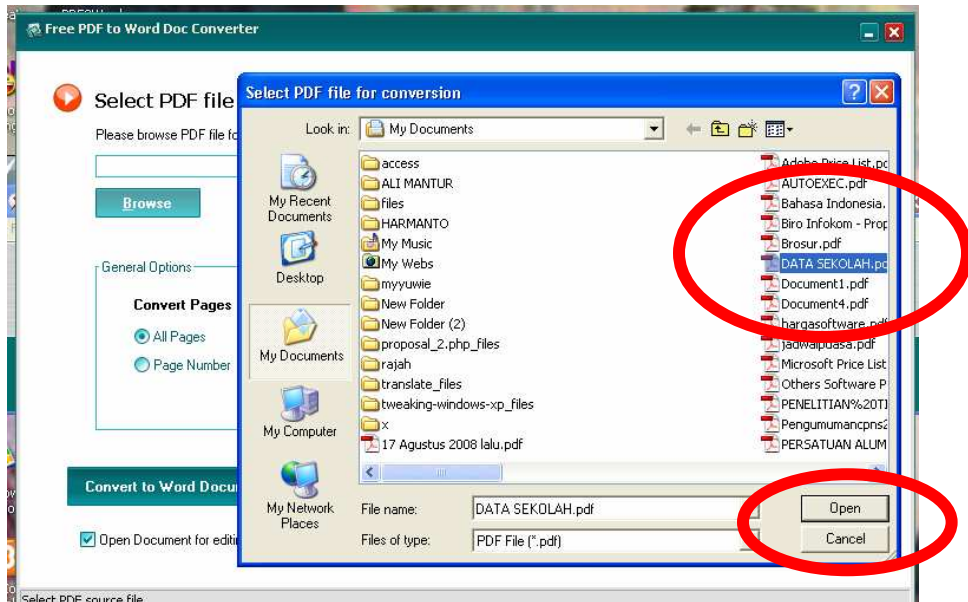 Free PDF to Word Doc Converter
Select PDF file
Please browse PDF file fo
Browse
General Options
Convert Pages
All Pages
Page Number
Convert to Word Docu
Open Document for editi
Select PDF source file
Select PDF file for conversion
Look in:
My Documents
My Recent
Documents
Desktop
My Documents
My Computer
My Network
Places
access
ALI MANTUR
files
HARMANTO
My Music
My Webs
myyuwie
New Folder
New Folder (2)
proposal_2.php_files
rajah
translate_files
tweaking-windows-xp_files
x
17 Agustus 2008 lalu.pdf
Adobe Price List.pd
AUTOEXEC.pdf
Bahasa Indonesia.
Biro Infokom - Prop
Brosur.pdf
DATA SEKOLAH.pd
Document1.pdf
Document4.pdf
hargasoftware.pdf
jadwalpuasa.pdf
Microsoft Price List
Others Software P
PENELITIAN%20TI
Pengumumancpns2
PERSATUAN ALUM
File name:
DATA SEKOLAH.pdf
Open
Files of type:
PDF File (*.pdf)
Cancel